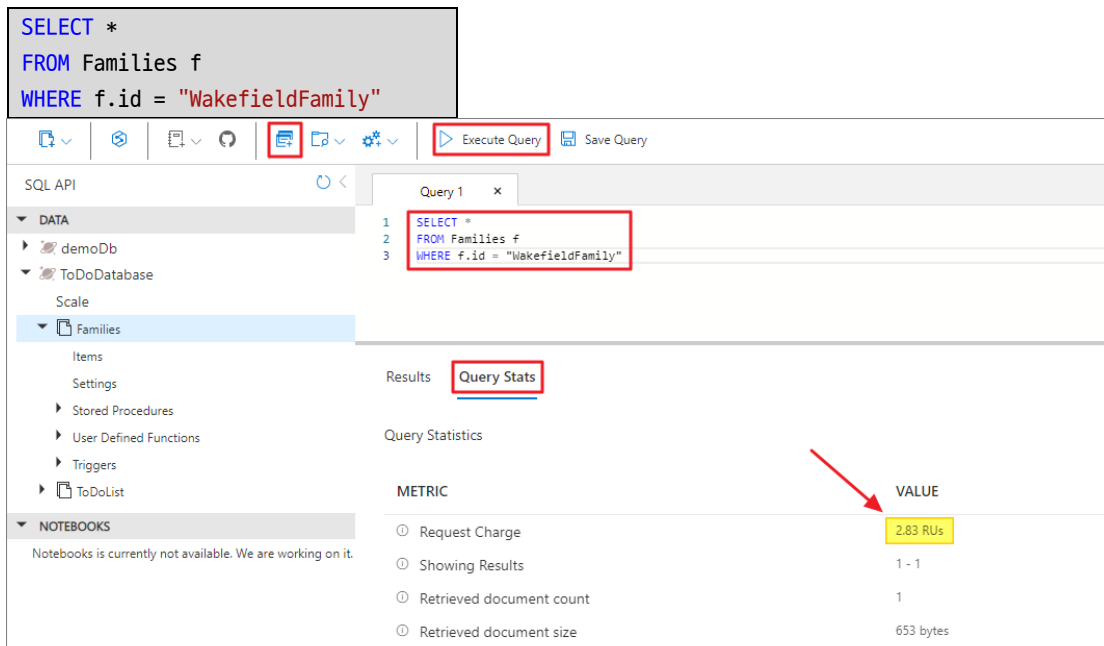 SELECT *
FROM Families f
WHERE f.id = "WakefieldFamily"
Execute Query
Save Query
SQL API
Query 1
DATA
demoDb
ToDoDatabase
Scale
Families
Items
Settings
Stored Procedures
User Defined Functions
Triggers
ToDoList
NOTEBOOKS
Notebooks is currently not available. We are working on it.
1 SELECT *
2 FROM Families f
3 WHERE f.id = "WakefieldFamily"
Results Query Stats
Query Statistics
METRIC VALUE
Request Charge 2.83 RUs
Showing Results 1 - 1
Retrieved document count 1
Retrieved document size 653 bytes